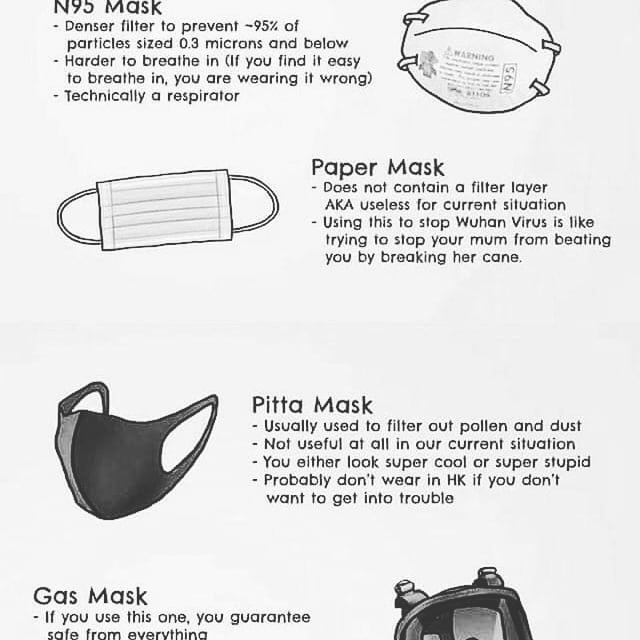 N95 Mask
- Denser filter to prevent ~95% of
particles sized 0.3 microns and below
- Harder to breathe in (If you find it easy
to breathe in, you are wearing it wrong)
- Technically a respirator
WARNING
N95
Paper Mask
- Does not contain a filter layer
AKA useless for current situation
- Using this to stop Wuhan Virus is like
trying to stop your mum from beating
you by breaking her cane.
Pitta Mask
- Usually used to filter out pollen and dust
- Not useful at all in our current situation
- You either look super cool or super stupid
- Probably don't wear in HK if you don't
want to get into trouble
Gas Mask
- If you use this one, you guarantee
safe from everything